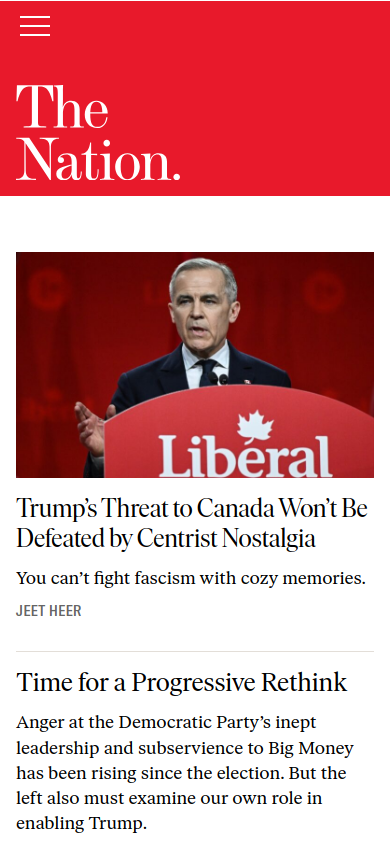 The
Nation.
Liberal
Trump’s Threat to Canada Won’t Be
Defeated by Centrist Nostalgia
You can’t fight fascism with cozy memories.
JEET HEER
Time for a Progressive Rethink
Anger at the Democratic Party’s inept
leadership and subservience to Big Money
has been rising since the election. But the
left also must examine our own role in
enabling Trump.